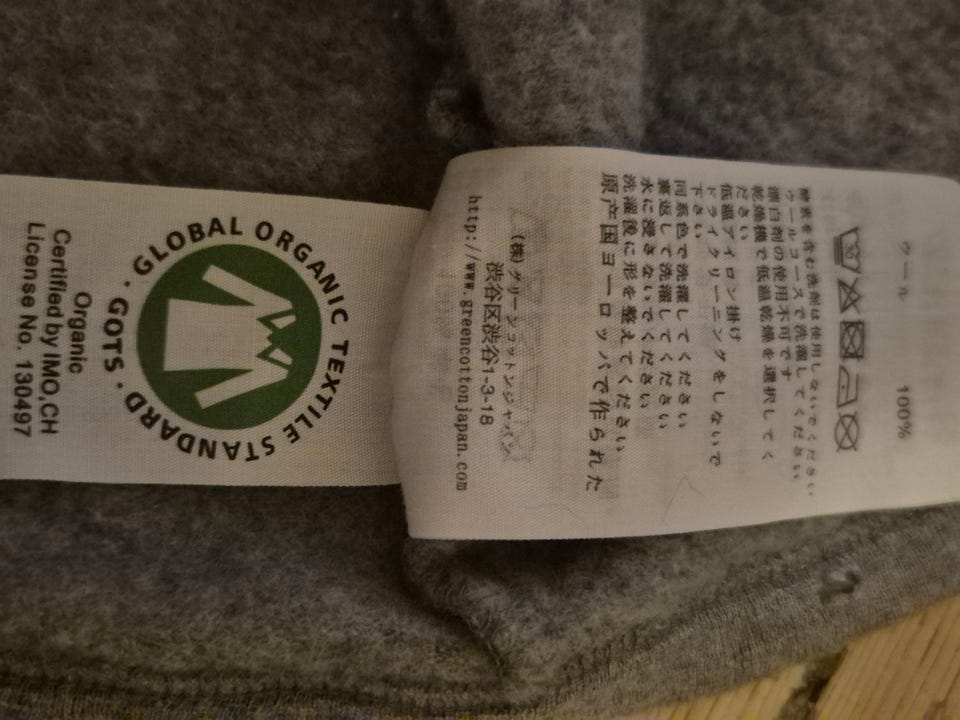 ウール 100%
酵素を含む洗剤は使用しないでください
ウールコースで洗濯してください
漂白剤の使用不可です
乾燥機で低温乾燥を選択してく
ださい
低温アイロン掛け
ドライクリーニングをしないで
下さい
同系色で洗濯してください
裏返して洗濯してください
水に浸さないでください
洗濯後に形を整えてください
原产国ヨーロッパで作られた
(株)グリーンコットンジャパン
渋谷区渋谷1-3-18
http://www.greencottonjapan.com
GLOBAL ORGANIC TEXTILE STANDARD · GOTS ·
Organic
Certified by IMO,CH
License No. 130497